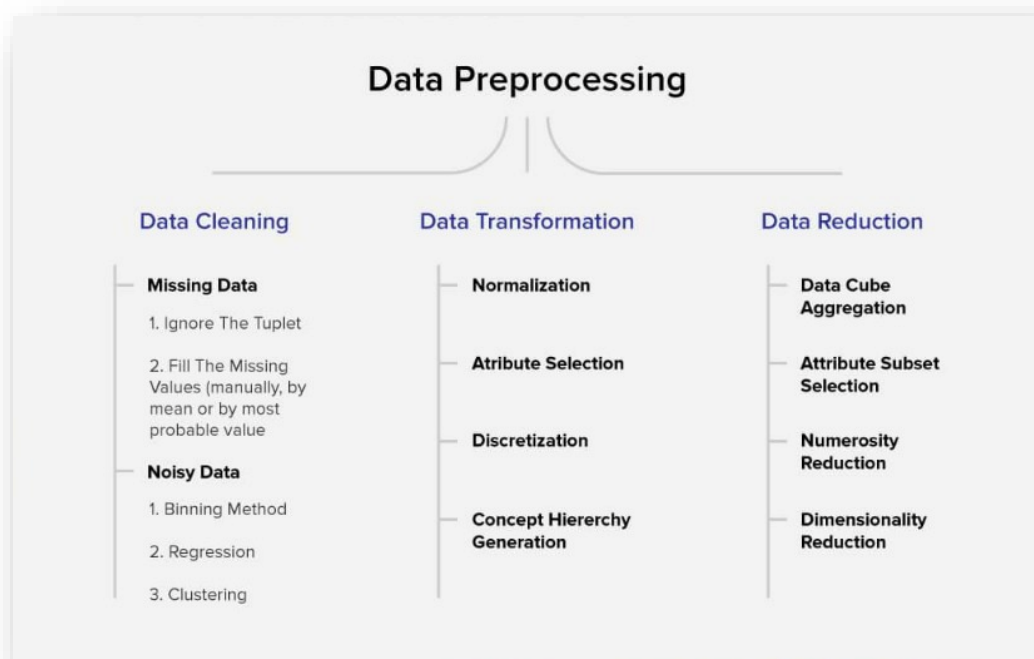 Data Preprocessing
Data Cleaning
Missing Data
1. Ignore The Tuplet
2. Fill The Missing
Values (manually, by
mean or by most
probable value
Noisy Data
1. Binning Method
2. Regression
3. Clustering
Data Transformation
Normalization
Atribute Selection
Discretization
Concept Hiererchy
Generation
Data Reduction
Data Cube
Aggregation
Attribute Subset
Selection
Numerosity
Reduction
Dimensionality
Reduction